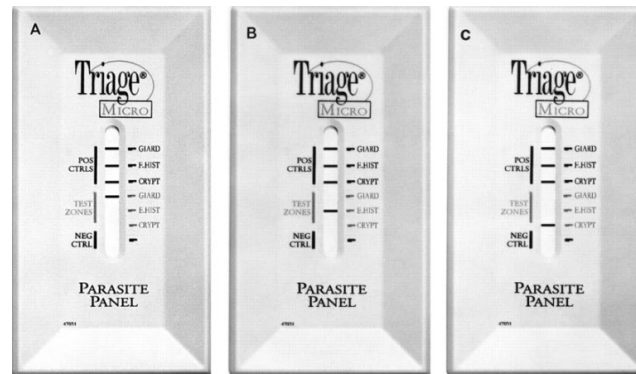 A
Triage®
MICRO
POS
CTRLS
GIARD
E.HIST
CRYPT
TEST
ZONES
GIARD
E.HIST
CRYPT
NEG
CTRL
PARASITE
PANEL
B
Triage®
MICRO
POS
CTRLS
GIARD
E.HIST
CRYPT
TEST
ZONES
GIARD
E.HIST
CRYPT
NEG
CTRL
PARASITE
PANEL
C
Triage®
MICRO
POS
CTRLS
GIARD
E.HIST
CRYPT
TEST
ZONES
GIARD
E.HIST
CRYPT
NEG
CTRL
PARASITE
PANEL